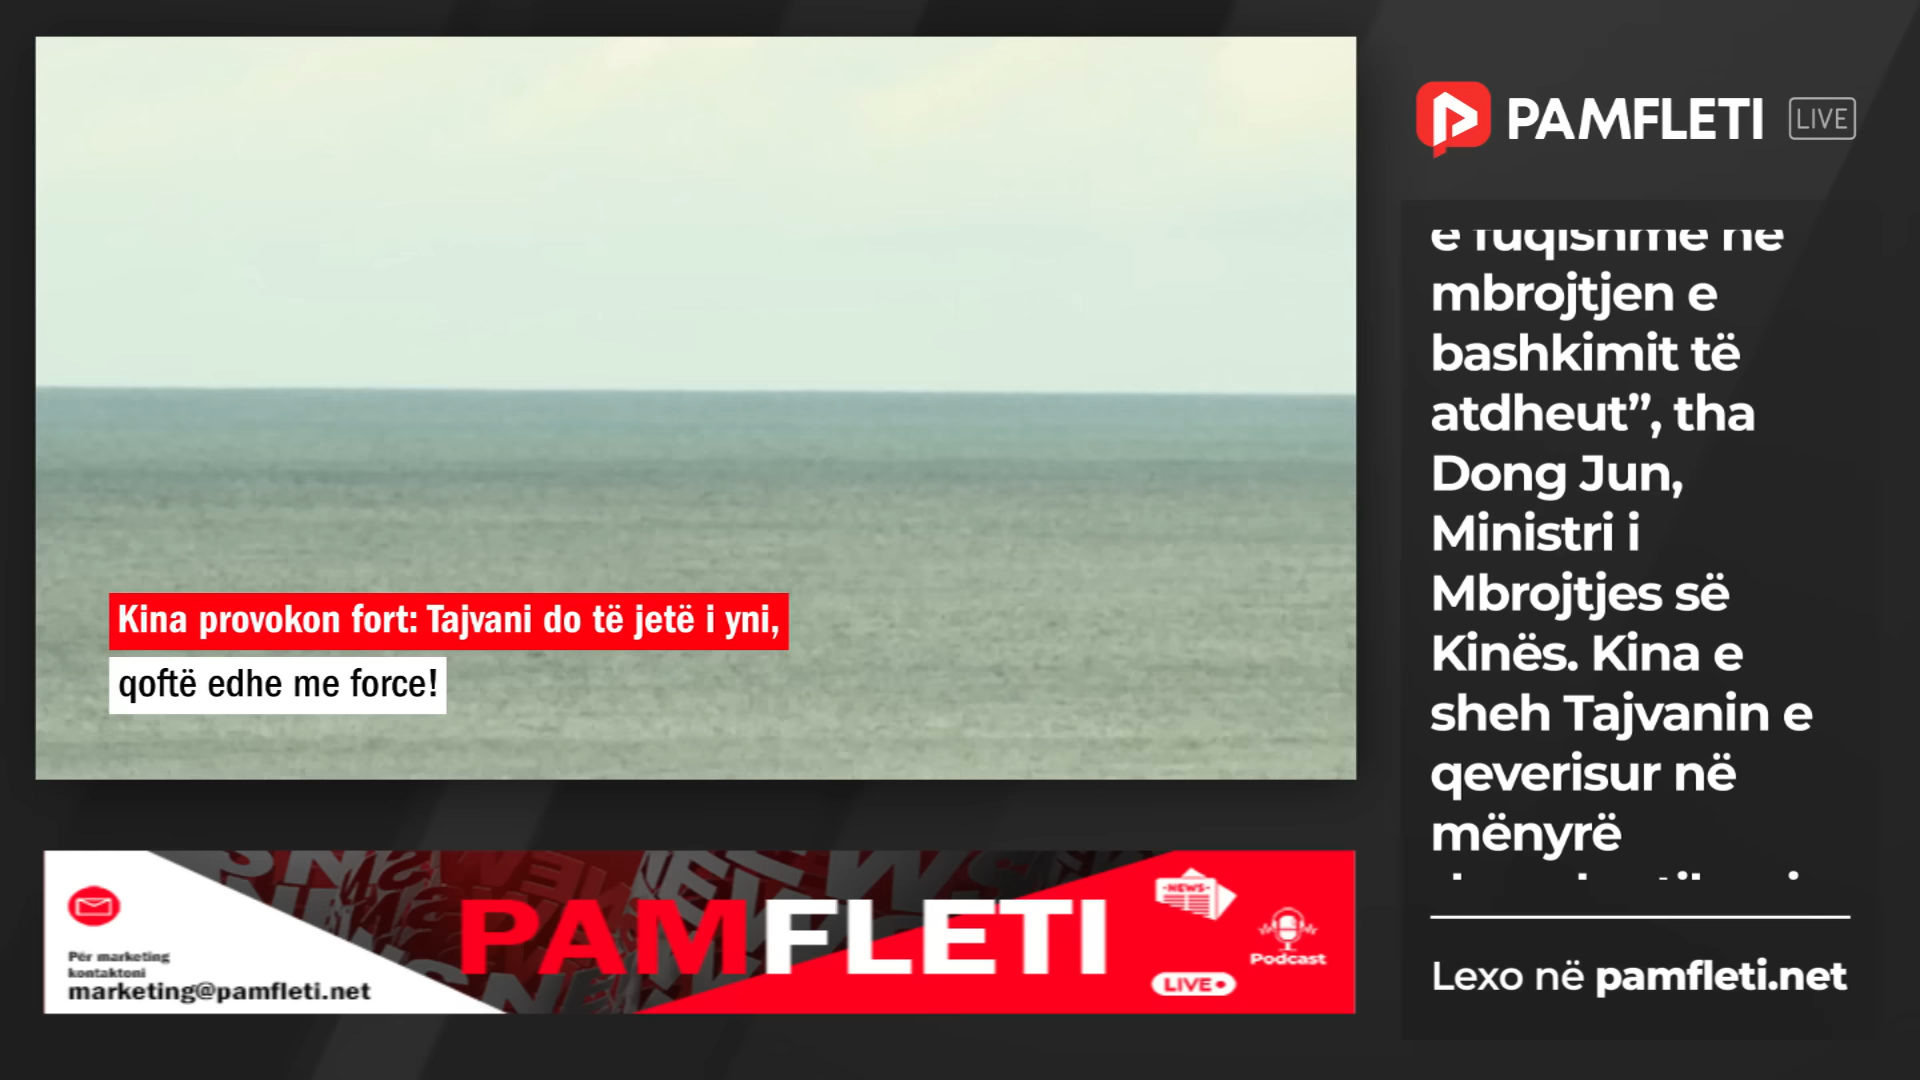 Kina provokon fort: Tajvani do të jetë i yni,
qoftë edhe me force!
PAMFLETI LIVE
e fuqishme në
mbrojtjen e
bashkimit të
atdheut”, tha
Dong Jun,
Ministri i
Mbrojtjes së
Kinës. Kina e
sheh Tajvanin e
qeverisur në
mënyrë
Lexo në pamfleti.net
Për marketing
kontaktoni
marketing@pamfleti.net
PAMFLETI
NEWS
Podcast
LIVE